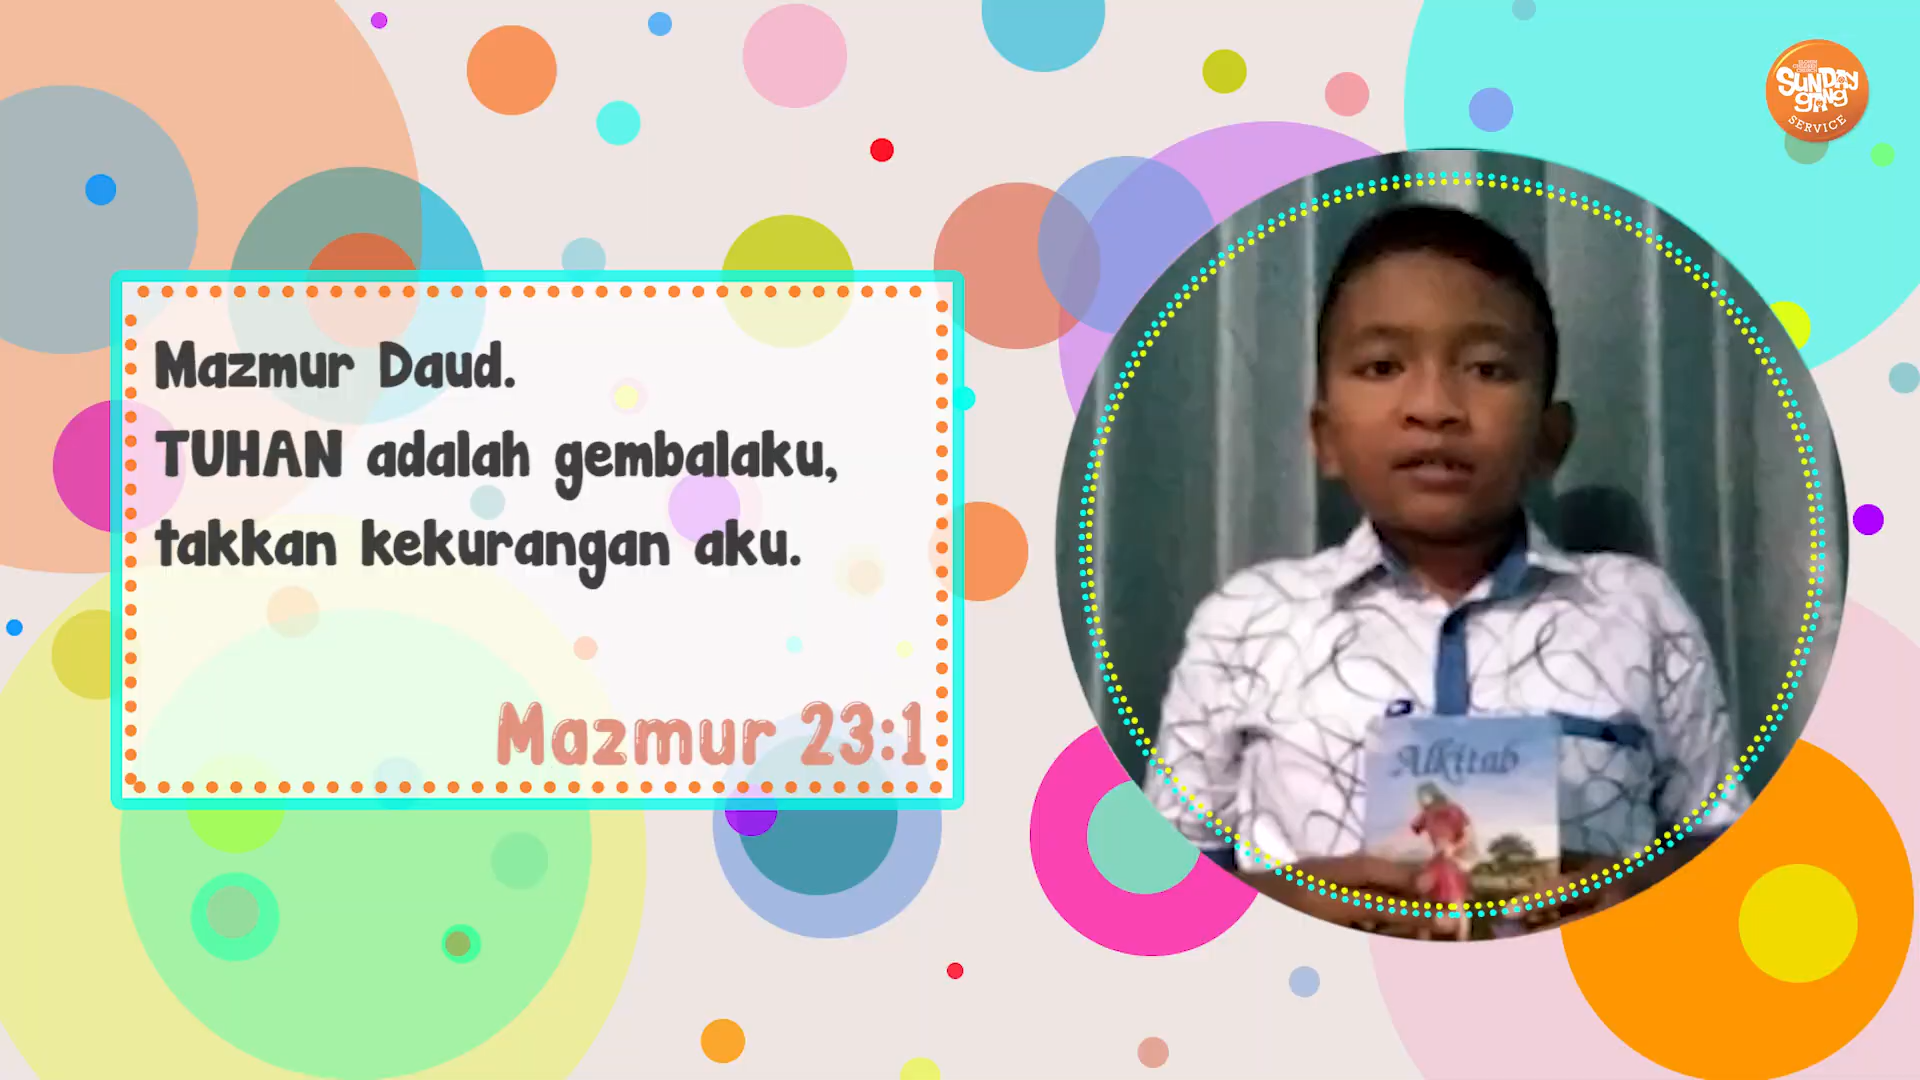 SUNDAY
gang
SERVICE
Mazmur Daud.
TUHAN adalah gembalaku,
takkan kekurangan aku.
Mazmur 23:1
Alkitab